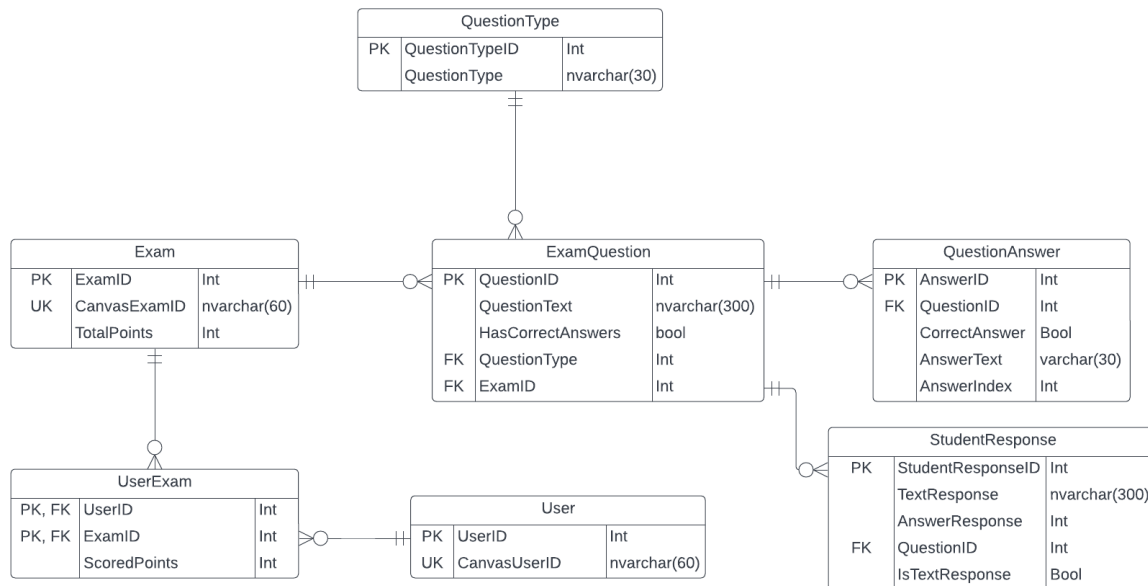 QuestionType
PK QuestionTypeID Int
QuestionType nvarchar(30)
Exam
PK ExamID Int
UK CanvasExamID nvarchar(60)
TotalPoints Int
ExamQuestion
PK QuestionID Int
QuestionText nvarchar(300)
HasCorrectAnswers bool
FK QuestionType Int
FK ExamID Int
QuestionAnswer
PK AnswerID Int
FK QuestionID Int
CorrectAnswer Bool
AnswerText varchar(30)
AnswerIndex Int
StudentResponse
PK StudentResponseID Int
TextResponse nvarchar(300)
AnswerResponse Int
FK QuestionID Int
IsTextResponse Bool
UserExam
PK, FK UserID Int
PK, FK ExamID Int
ScoredPoints Int
User
PK UserID Int
UK CanvasUserID nvarchar(60)